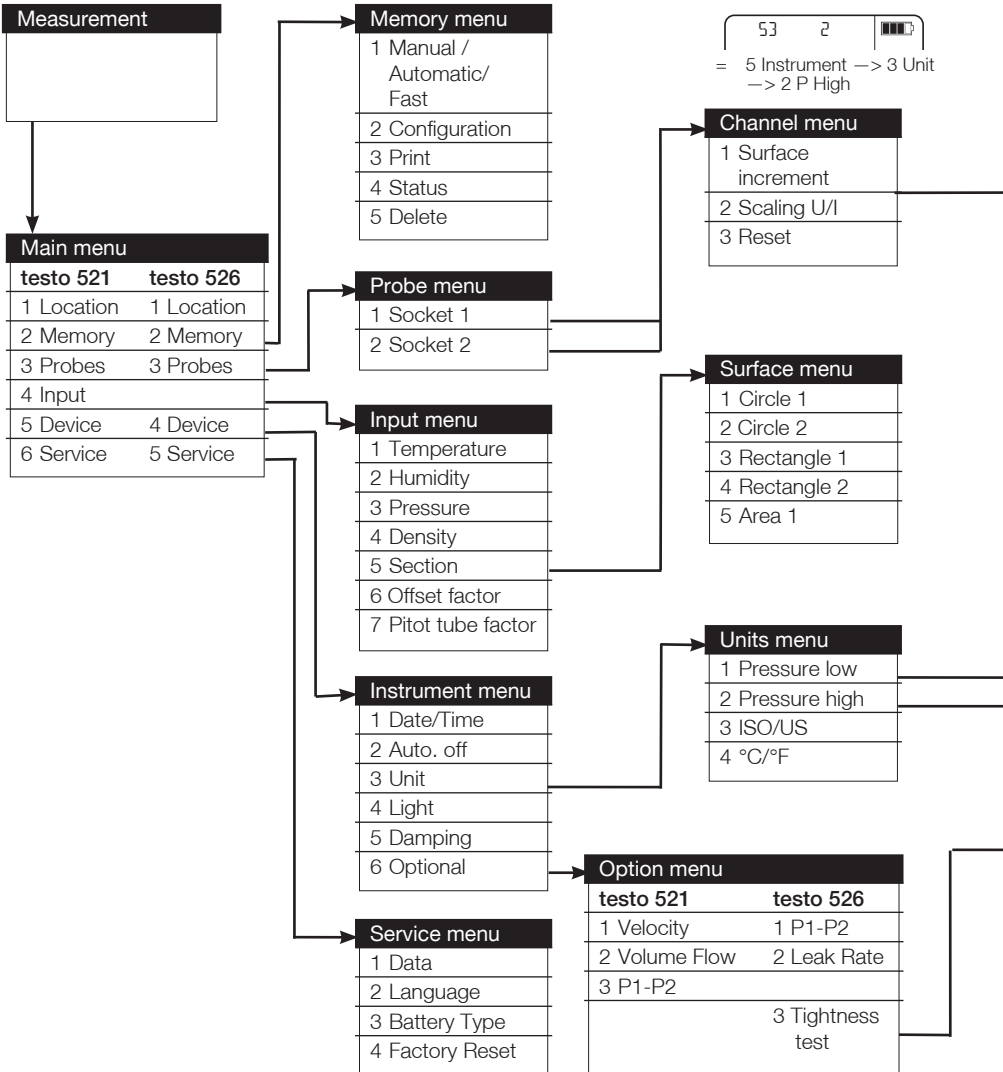 Measurement
Memory menu
1 Manual /
Automatic/
Fast
2 Configuration
3 Print
4 Status
5 Delete
53 2
= 5 Instrument —> 3 Unit
—> 2 P High
Channel menu
1 Surface
increment
2 Scaling U/I
3 Reset
Main menu
testo 521 testo 526
1 Location 1 Location
2 Memory 2 Memory
3 Probes 3 Probes
4 Input
5 Device 4 Device
6 Service 5 Service
Probe menu
1 Socket 1
2 Socket 2
Input menu
1 Temperature
2 Humidity
3 Pressure
4 Density
5 Section
6 Offset factor
7 Pitot tube factor
Surface menu
1 Circle 1
2 Circle 2
3 Rectangle 1
4 Rectangle 2
5 Area 1
Instrument menu
1 Date/Time
2 Auto. off
3 Unit
4 Light
5 Damping
6 Optional
Units menu
1 Pressure low
2 Pressure high
3 ISO/US
4 °C/°F
Service menu
1 Data
2 Language
3 Battery Type
4 Factory Reset
Option menu
testo 521 testo 526
1 Velocity 1 P1-P2
2 Volume Flow 2 Leak Rate
3 P1-P2
3 Tightness
test